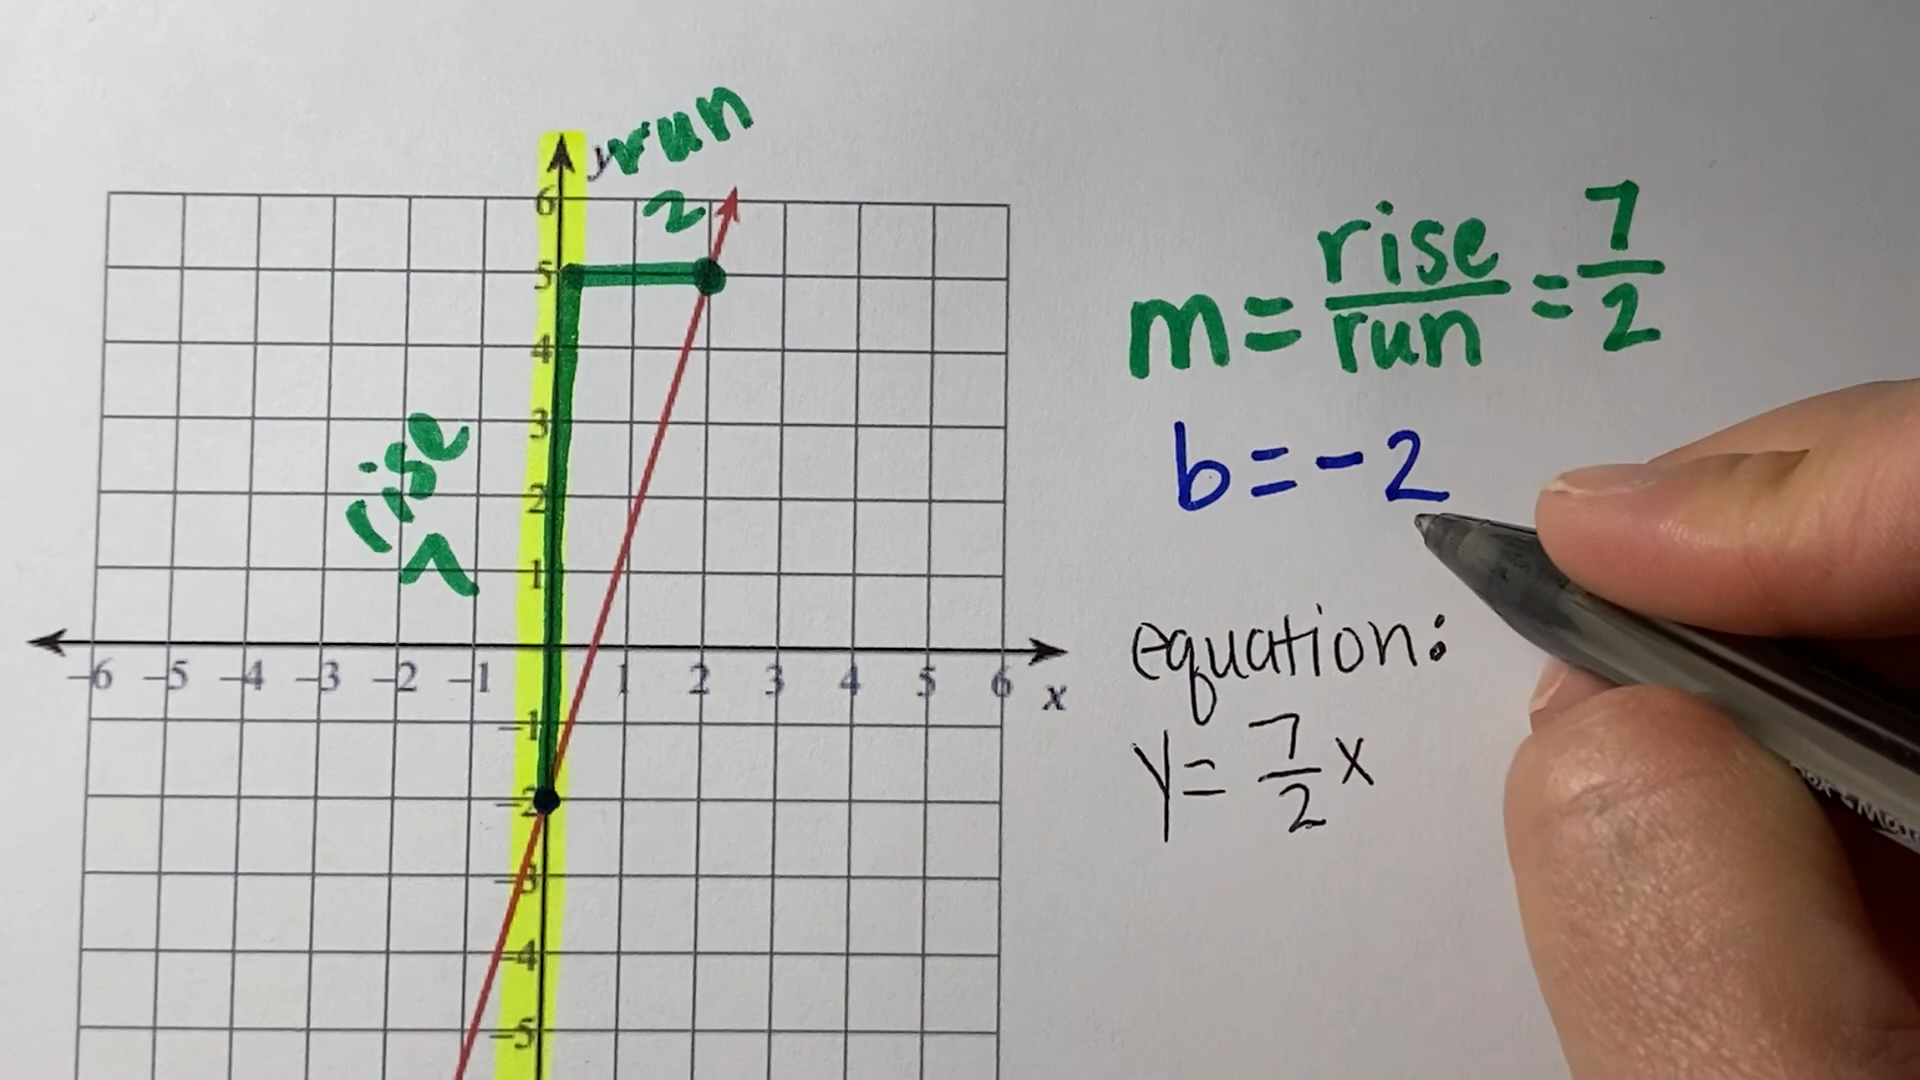 run
y
2
6
5
4
3
2
1
rise
7
-6 -5 -4 -3 -2 -1 1 2 3 4 5 6
x
-1
-2
-3
-4
-5
m = rise/run = 7/2
b = -2
equation:
y = 7/2 x